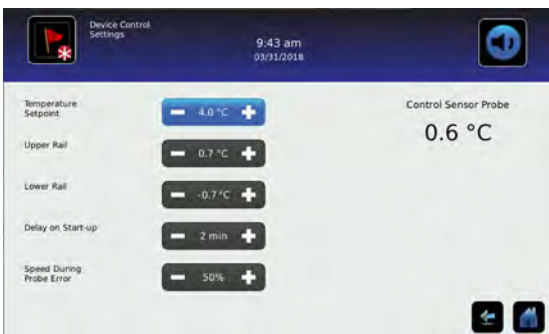 Device Control
Settings
9:43 am
03/31/2018
Temperature
Setpoint
4.0 °C
Control Sensor Probe
0.6 °C
Upper Rail
0.7 °C
Lower Rail
-0.7°C
Delay on Start-up
2 min
Speed During
Probe Error
50%